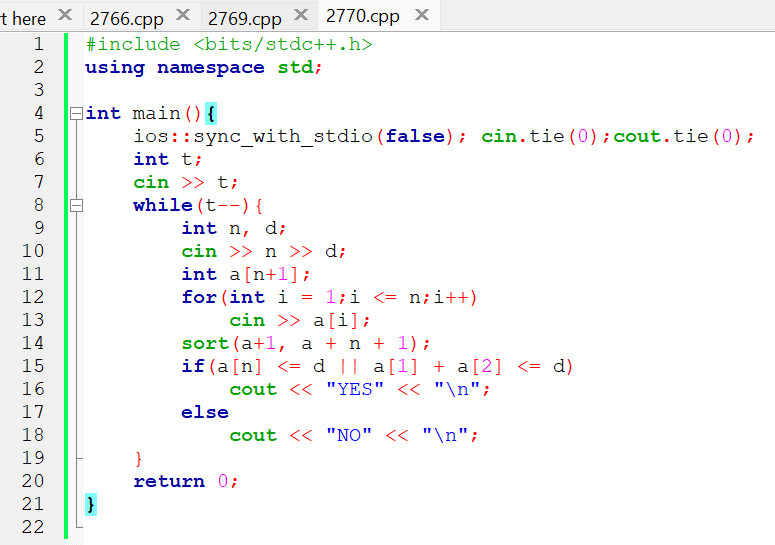 t here 2766.cpp 2769.cpp 2770.cpp
1 #include <bits/stdc++.h>
2 using namespace std;
3
4 int main(){
5     ios::sync_with_stdio(false); cin.tie(0);cout.tie(0);
6     int t;
7     cin >> t;
8     while(t--){
9         int n, d;
10         cin >> n >> d;
11         int a[n+1];
12         for(int i = 1;i <= n;i++)
13             cin >> a[i];
14         sort(a+1, a + n + 1);
15         if(a[n] <= d || a[1] + a[2] <= d)
16             cout << "YES" << "\n";
17         else
18             cout << "NO" << "\n";
19     }
20     return 0;
21 }
22